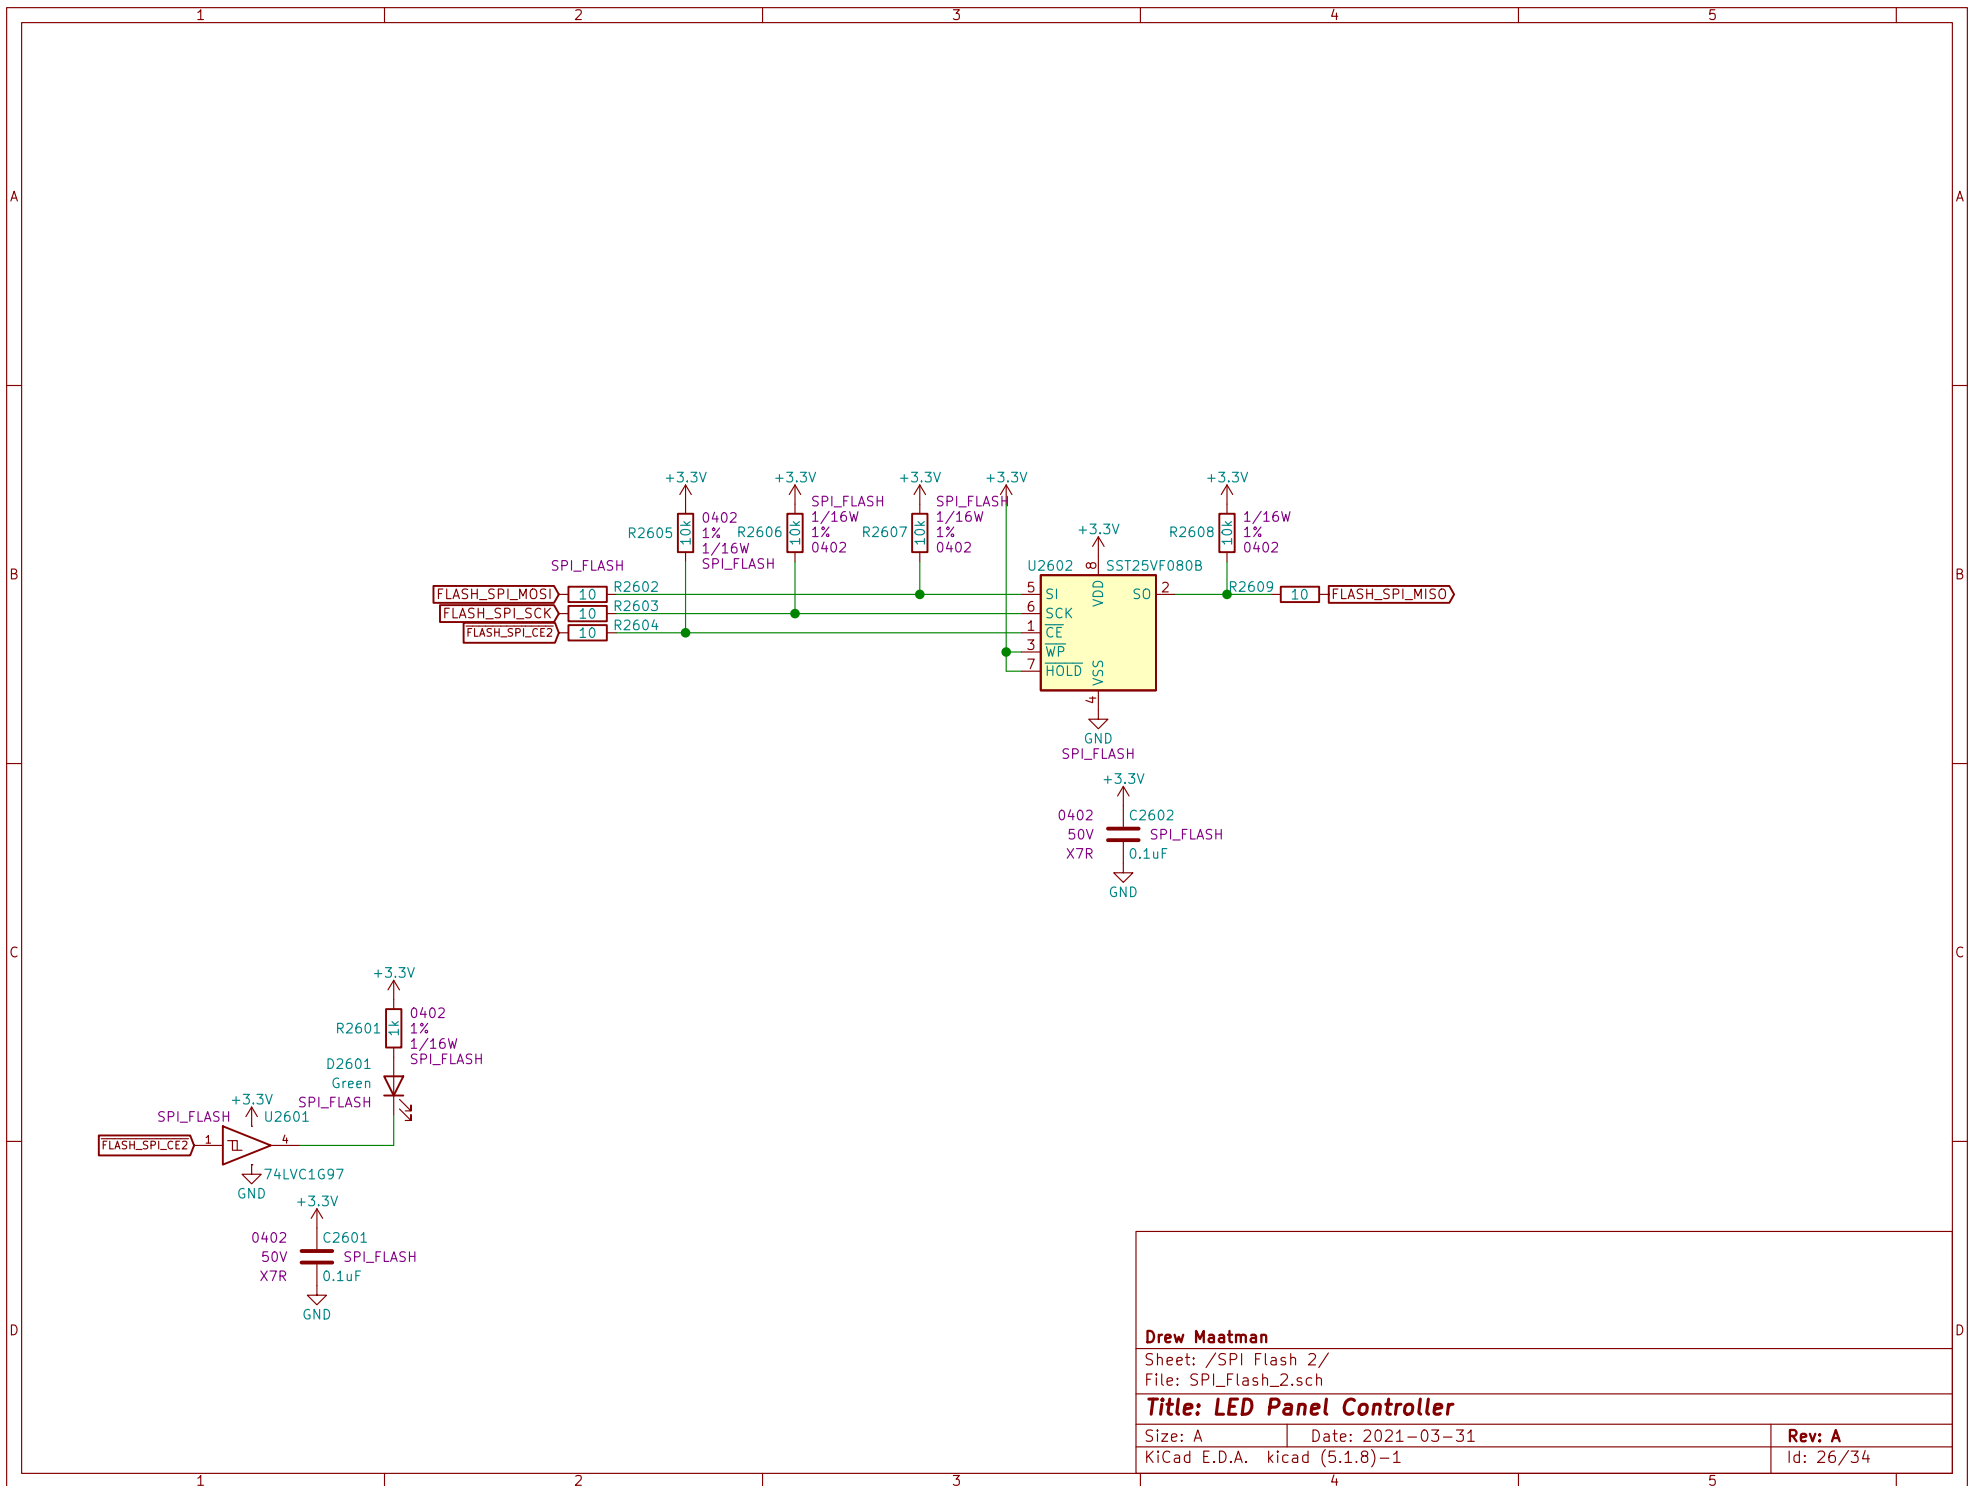 1 2 3 4 5
A A
+3.3V +3.3V +3.3V +3.3V +3.3V
R2605 10k 0402
1%
1/16W
SPI_FLASH
R2606 10k SPI_FLASH
1/16W
1%
0402
R2607 10k SPI_FLASH
1/16W
1%
0402
R2608 10k 1/16W
1%
0402
+3.3V
B B
SPI_FLASH
U2602 SST25VF080B
FLASH_SPI_MOSI 10 R2602
FLASH_SPI_SCK 10 R2603
FLASH_SPI_CE2 10 R2604
5 SI
6 SCK
1 CE
3 WP
7 HOLD
8 VDD
4 VSS
2 SO
R2609 10 FLASH_SPI_MISO
GND
SPI_FLASH
+3.3V
0402 C2602
50V SPI_FLASH
X7R 0.1uF
GND
C C
+3.3V
R2601 1k 0402
1%
1/16W
SPI_FLASH
D2601
Green
SPI_FLASH
+3.3V
SPI_FLASH U2601
FLASH_SPI_CE2 1 4
74LVC1G97
GND
+3.3V
0402 C2601
50V SPI_FLASH
X7R 0.1uF
GND
D D
Drew Maatman
Sheet: /SPI Flash 2/
File: SPI_Flash_2.sch
Title: LED Panel Controller
Size: A Date: 2021-03-31 Rev: A
KiCad E.D.A. kicad (5.1.8)-1 Id: 26/34
1 2 3 4 5